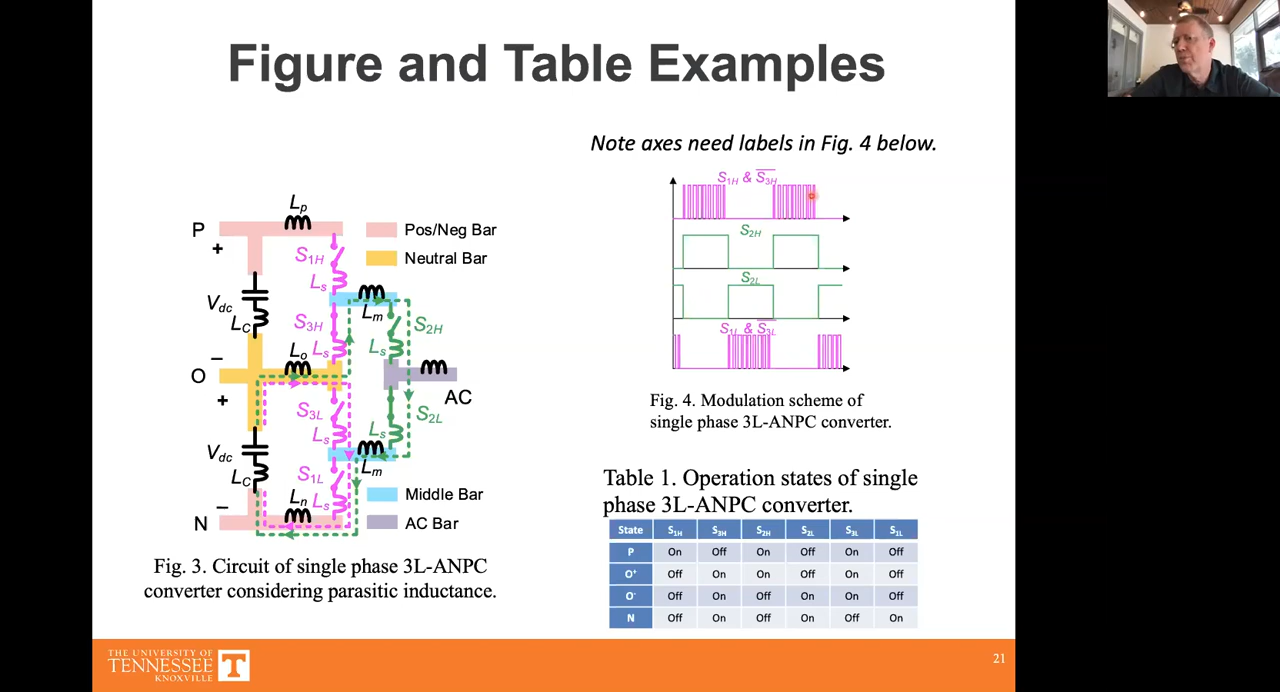 Figure and Table Examples
Note axes need labels in Fig. 4 below.
P
+
Lp
Pos/Neg Bar
Neutral Bar
S1H
Ls
Vdc
LC
Lm
S3H
Ls
S2H
Ls
−
O
+
Lo
AC
S3L
Ls
S2L
Ls
Vdc
LC
Lm
S1L
Ls
Ln
−
N
Middle Bar
AC Bar
Fig. 3. Circuit of single phase 3L-ANPC
converter considering parasitic inductance.
S1H & S3H
S2H
S2L
S1L & S3L
Fig. 4. Modulation scheme of
single phase 3L-ANPC converter.
Table 1. Operation states of single
phase 3L-ANPC converter.
State S1H S3H S2H S2L S3L S1L
P On Off On Off On Off
O+ Off On On Off On Off
O- Off On Off On On Off
N Off On Off On Off On
THE UNIVERSITY OF
TENNESSEE T
KNOXVILLE
21